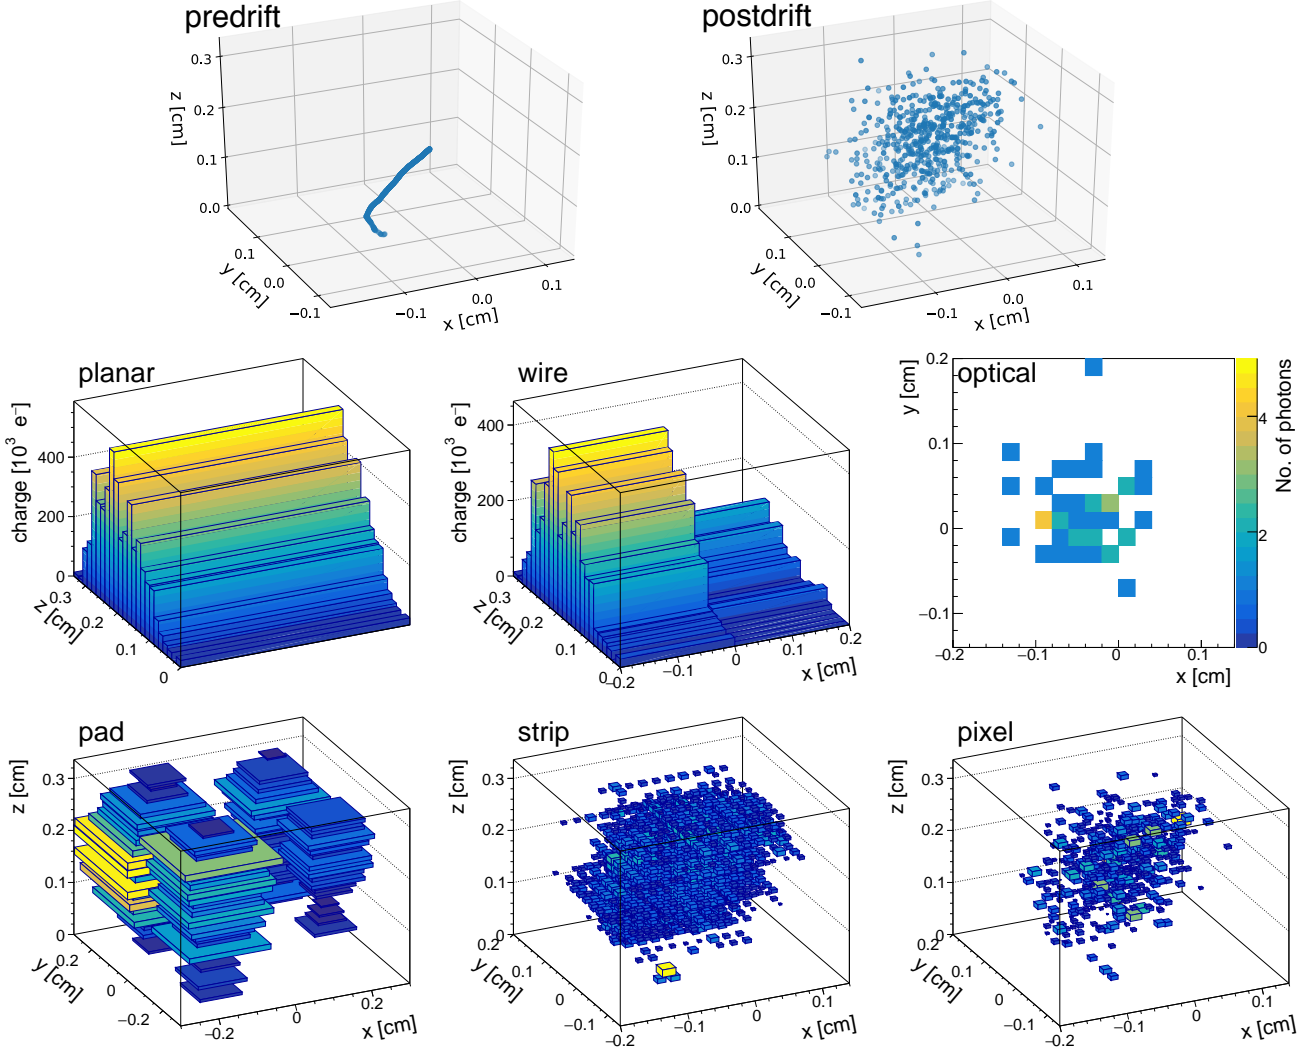 predrift
0.3
0.2
0.1
0.0
z [cm]
0.1
0.0
−0.1
y [cm]
−0.1
0.0
0.1
x [cm]
postdrift
0.3
0.2
0.1
0.0
z [cm]
0.1
0.0
−0.1
y [cm]
−0.1
0.0
0.1
x [cm]
planar
charge [10³ e⁻]
400
200
0
0.3
0.2
0.1
0
z [cm]
wire
charge [10³ e⁻]
400
200
0
0.3
0.2
0.1
0
z [cm]
−0.2
−0.1
0
0.1
0.2
x [cm]
optical
y [cm]
0.2
0.1
0
−0.1
−0.2
−0.1
0
0.1
x [cm]
No. of photons
4
2
0
pad
z [cm]
0.3
0.2
0.1
0
0.2
0
−0.2
y [cm]
−0.2
0
0.2
x [cm]
strip
z [cm]
0.3
0.2
0.1
0
0.2
0.1
0
−0.1
y [cm]
−0.2
−0.1
0
0.1
x [cm]
pixel
z [cm]
0.3
0.2
0.1
0
0.2
0.1
0
−0.1
y [cm]
−0.2
−0.1
0
0.1
x [cm]